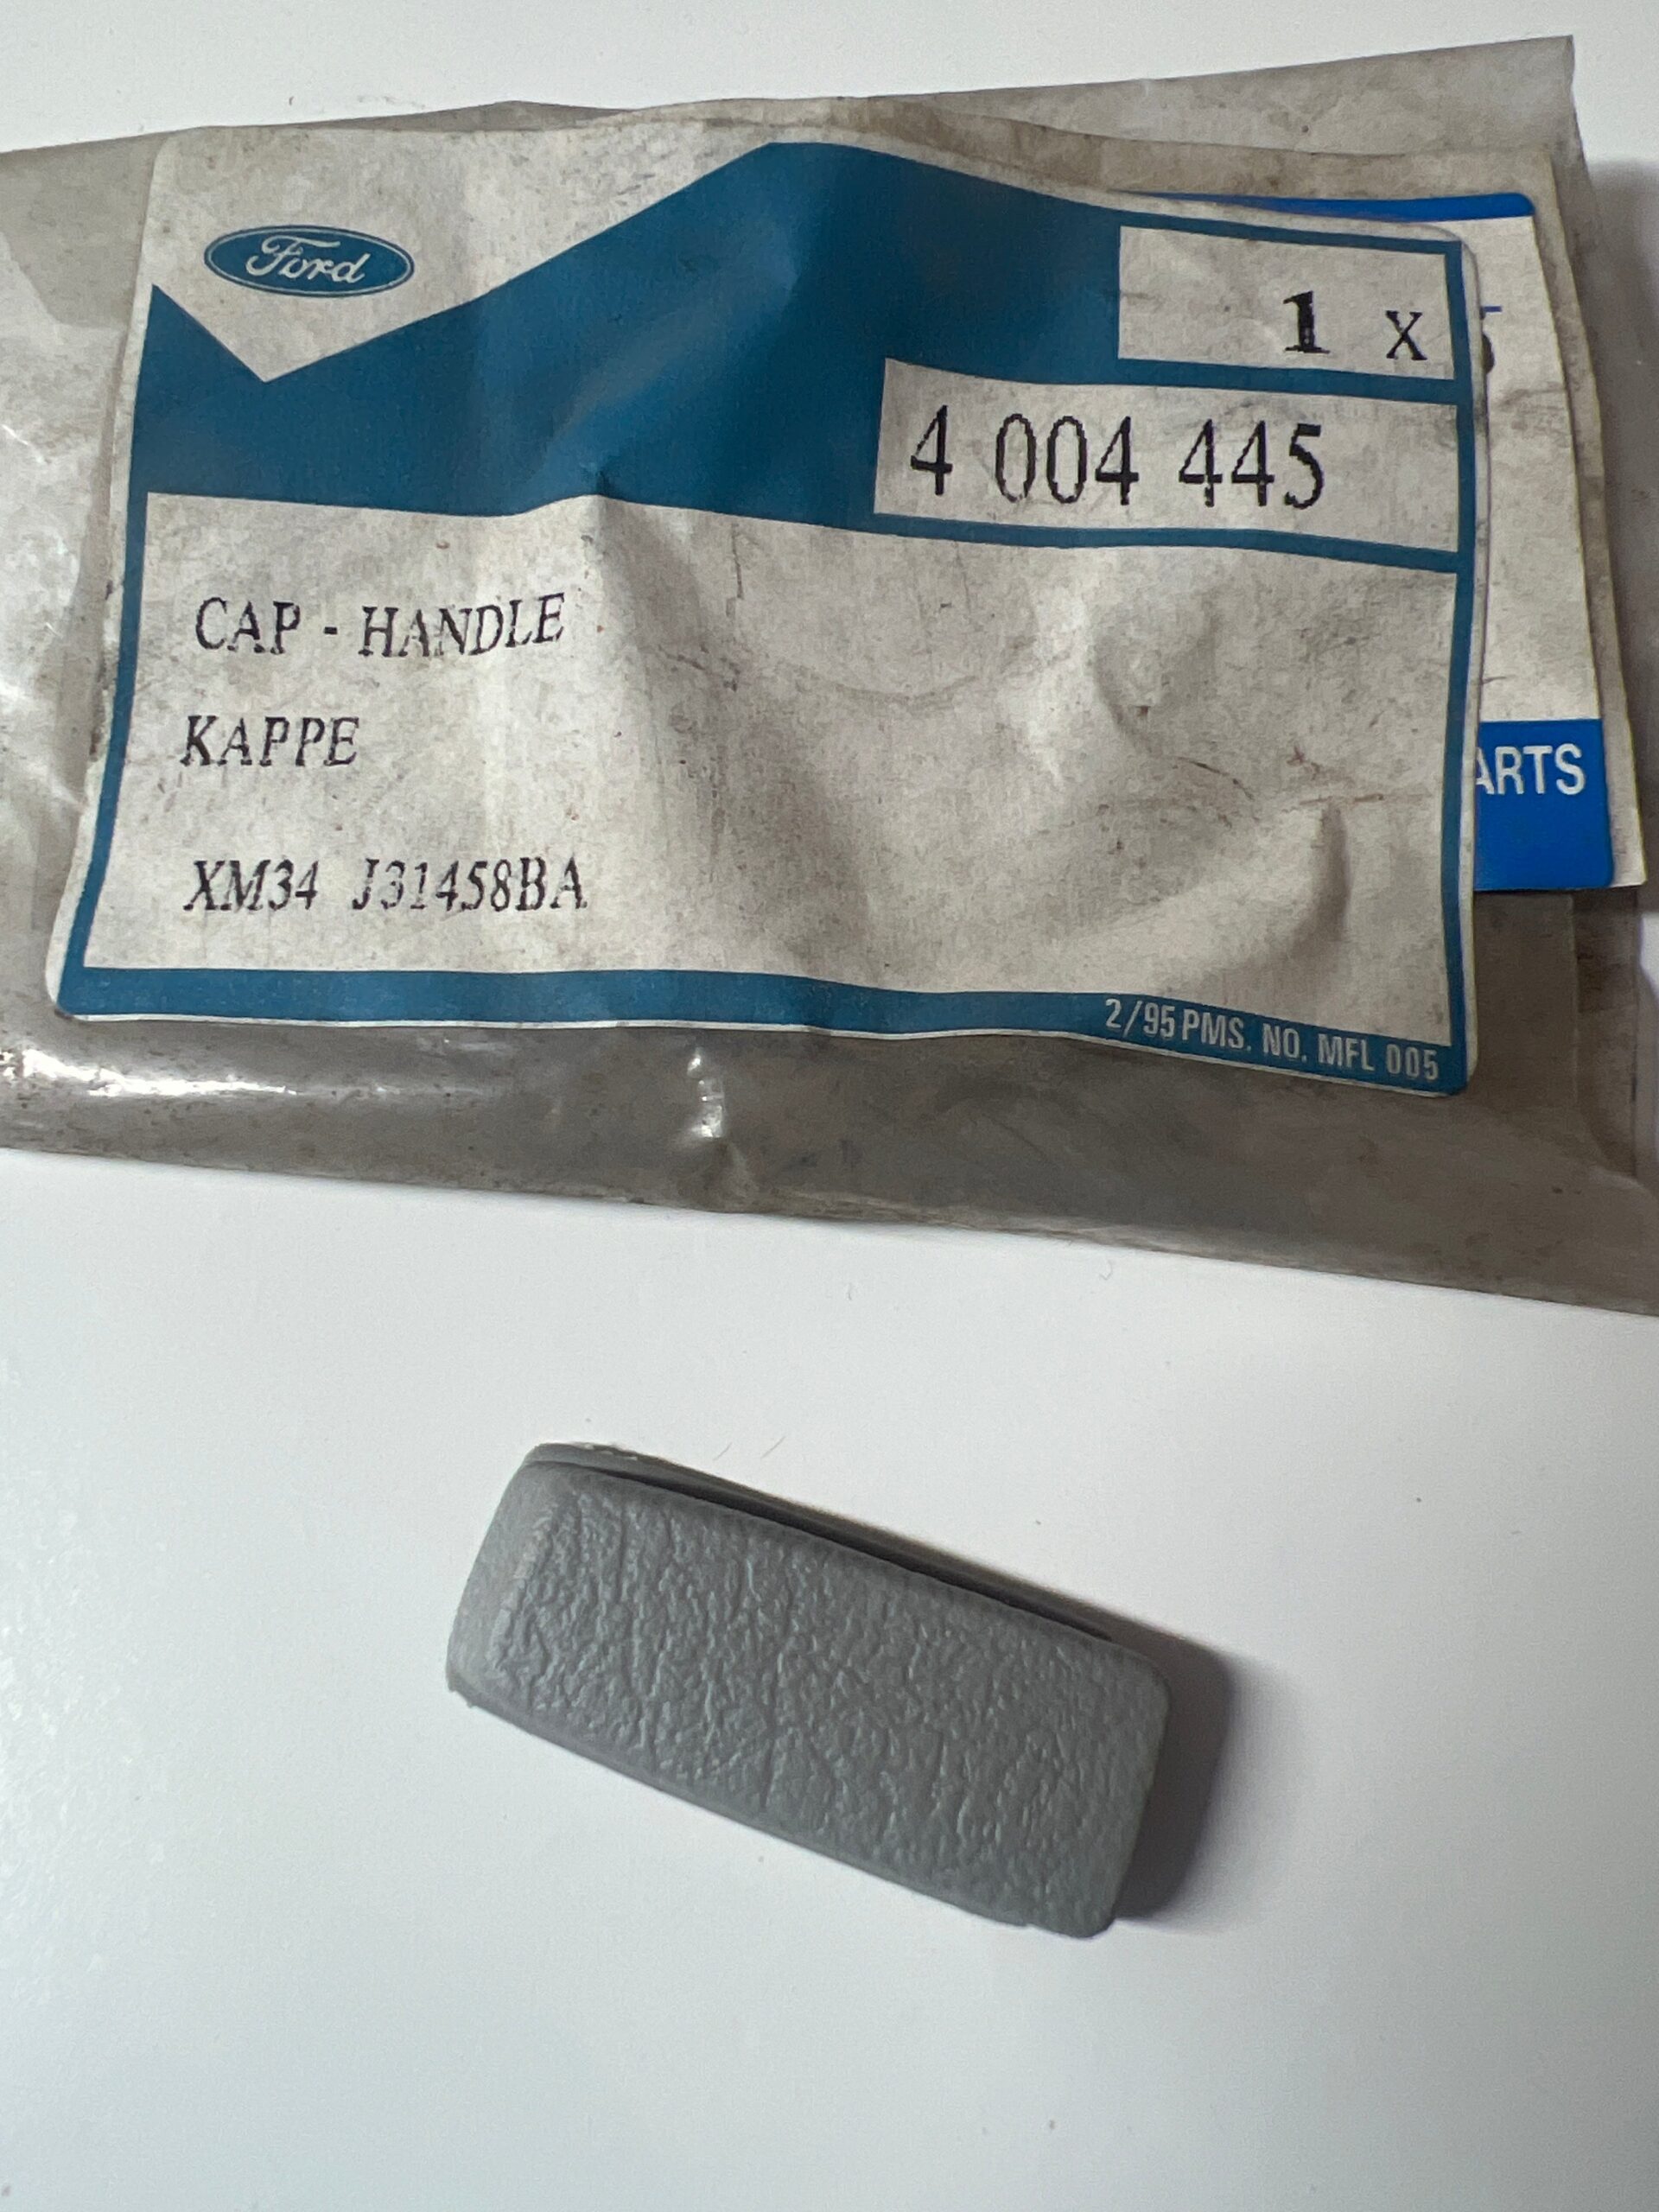 Ford
1 X
4 004 445
CAP - HANDLE
KAPPE
XM34 J31458BA
ARTS
2/95 PMS. NO. MFL 005